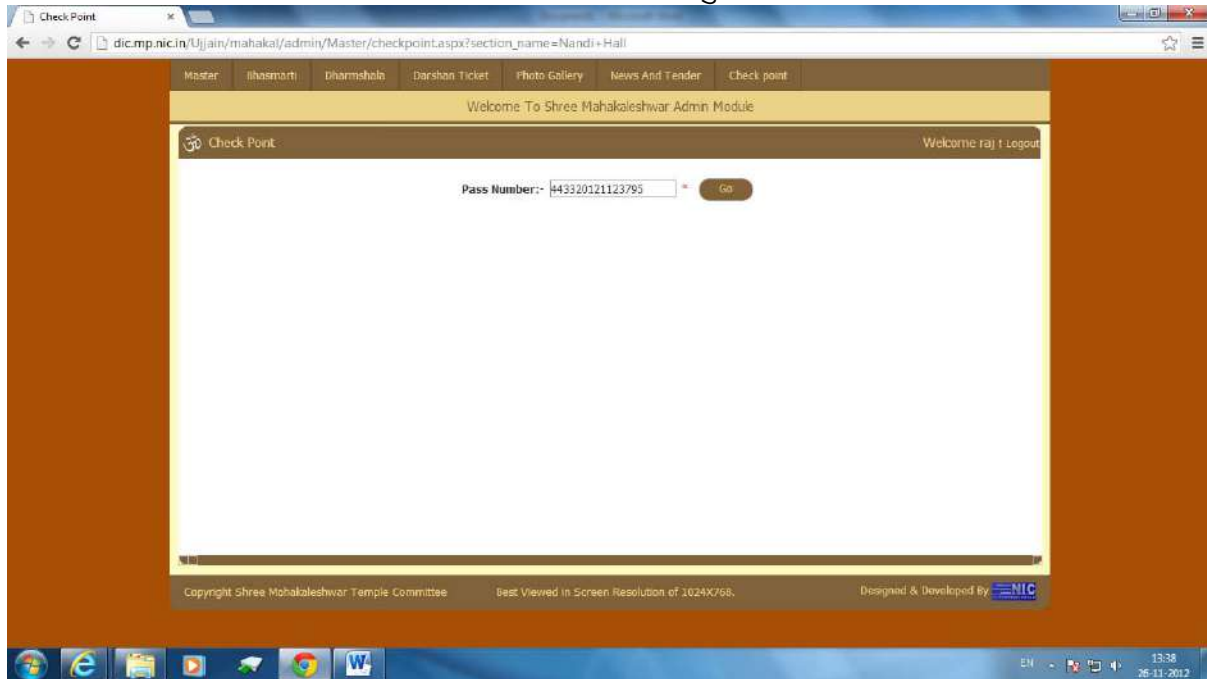 Check Point
dic.mp.nic.in/Ujjain/mahakal/admin/Master/checkpoint.aspx?section_name=Nandi+Hall
Master Bhasmarti Dharmshala Darshan Ticket Photo Gallery News And Tender Check point
Welcome To Shree Mahakaleshwar Admin Module
ॐ Check Point Welcome raj ! Logout
Pass Number:- 443320121123795 * Go
Copyright Shree Mahakaleshwar Temple Committee Best Viewed in Screen Resolution of 1024X768. Designed & Developed By NIC
EN 13:38
26-11-2012